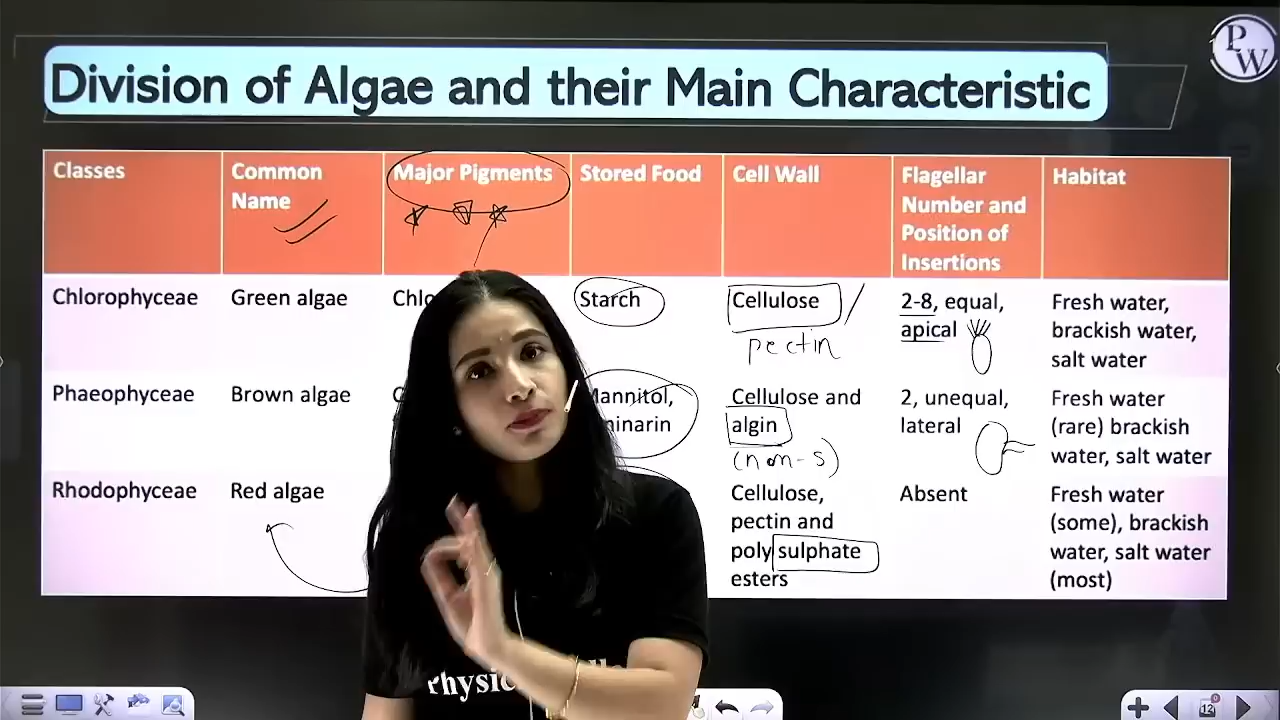 PW
Division of Algae and their Main Characteristic
Classes
Common
Name
Major Pigments
Stored Food
Cell Wall
Flagellar
Number and
Position of
Insertions
Habitat
Chlorophyceae
Green algae
Starch
Cellulose
pectin
2-8, equal,
apical
Fresh water,
brackish water,
salt water
Phaeophyceae
Brown algae
Mannitol,
Cellulose and
algin
(non-s)
2, unequal,
lateral
Fresh water
(rare) brackish
water, salt water
Rhodophyceae
Red algae
Cellulose,
pectin and
poly sulphate
esters
Absent
Fresh water
(some), brackish
water, salt water
(most)
12